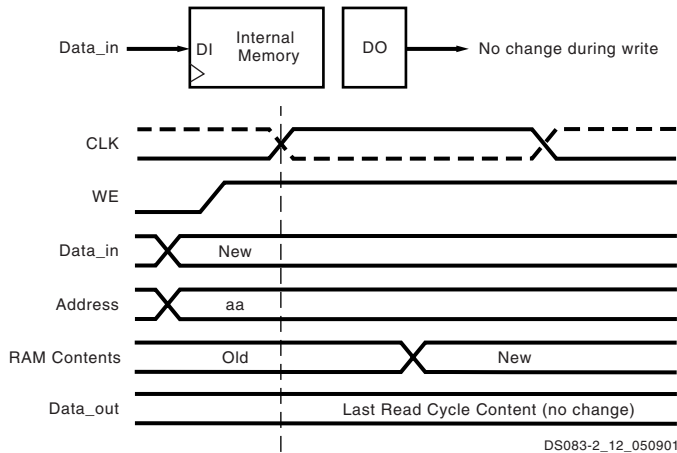 Data_in DI Internal Memory DO No change during write
CLK
WE
Data_in New
Address aa
RAM Contents Old New
Data_out Last Read Cycle Content (no change)
DS083-2_12_050901